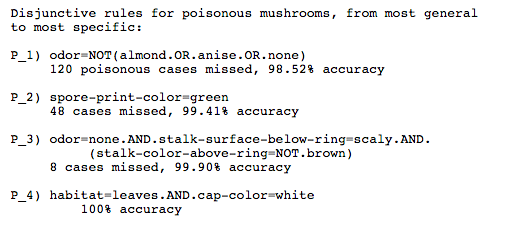 Disjunctive rules for poisonous mushrooms, from most general
to most specific:
P_1) odor=NOT(almond.OR.anise.OR.none)
120 poisonous cases missed, 98.52% accuracy
P_2) spore-print-color=green
48 cases missed, 99.41% accuracy
P_3) odor=none.AND.stalk-surface-below-ring=scaly.AND.
(stalk-color-above-ring=NOT.brown)
8 cases missed, 99.90% accuracy
P_4) habitat=leaves.AND.cap-color=white
100% accuracy